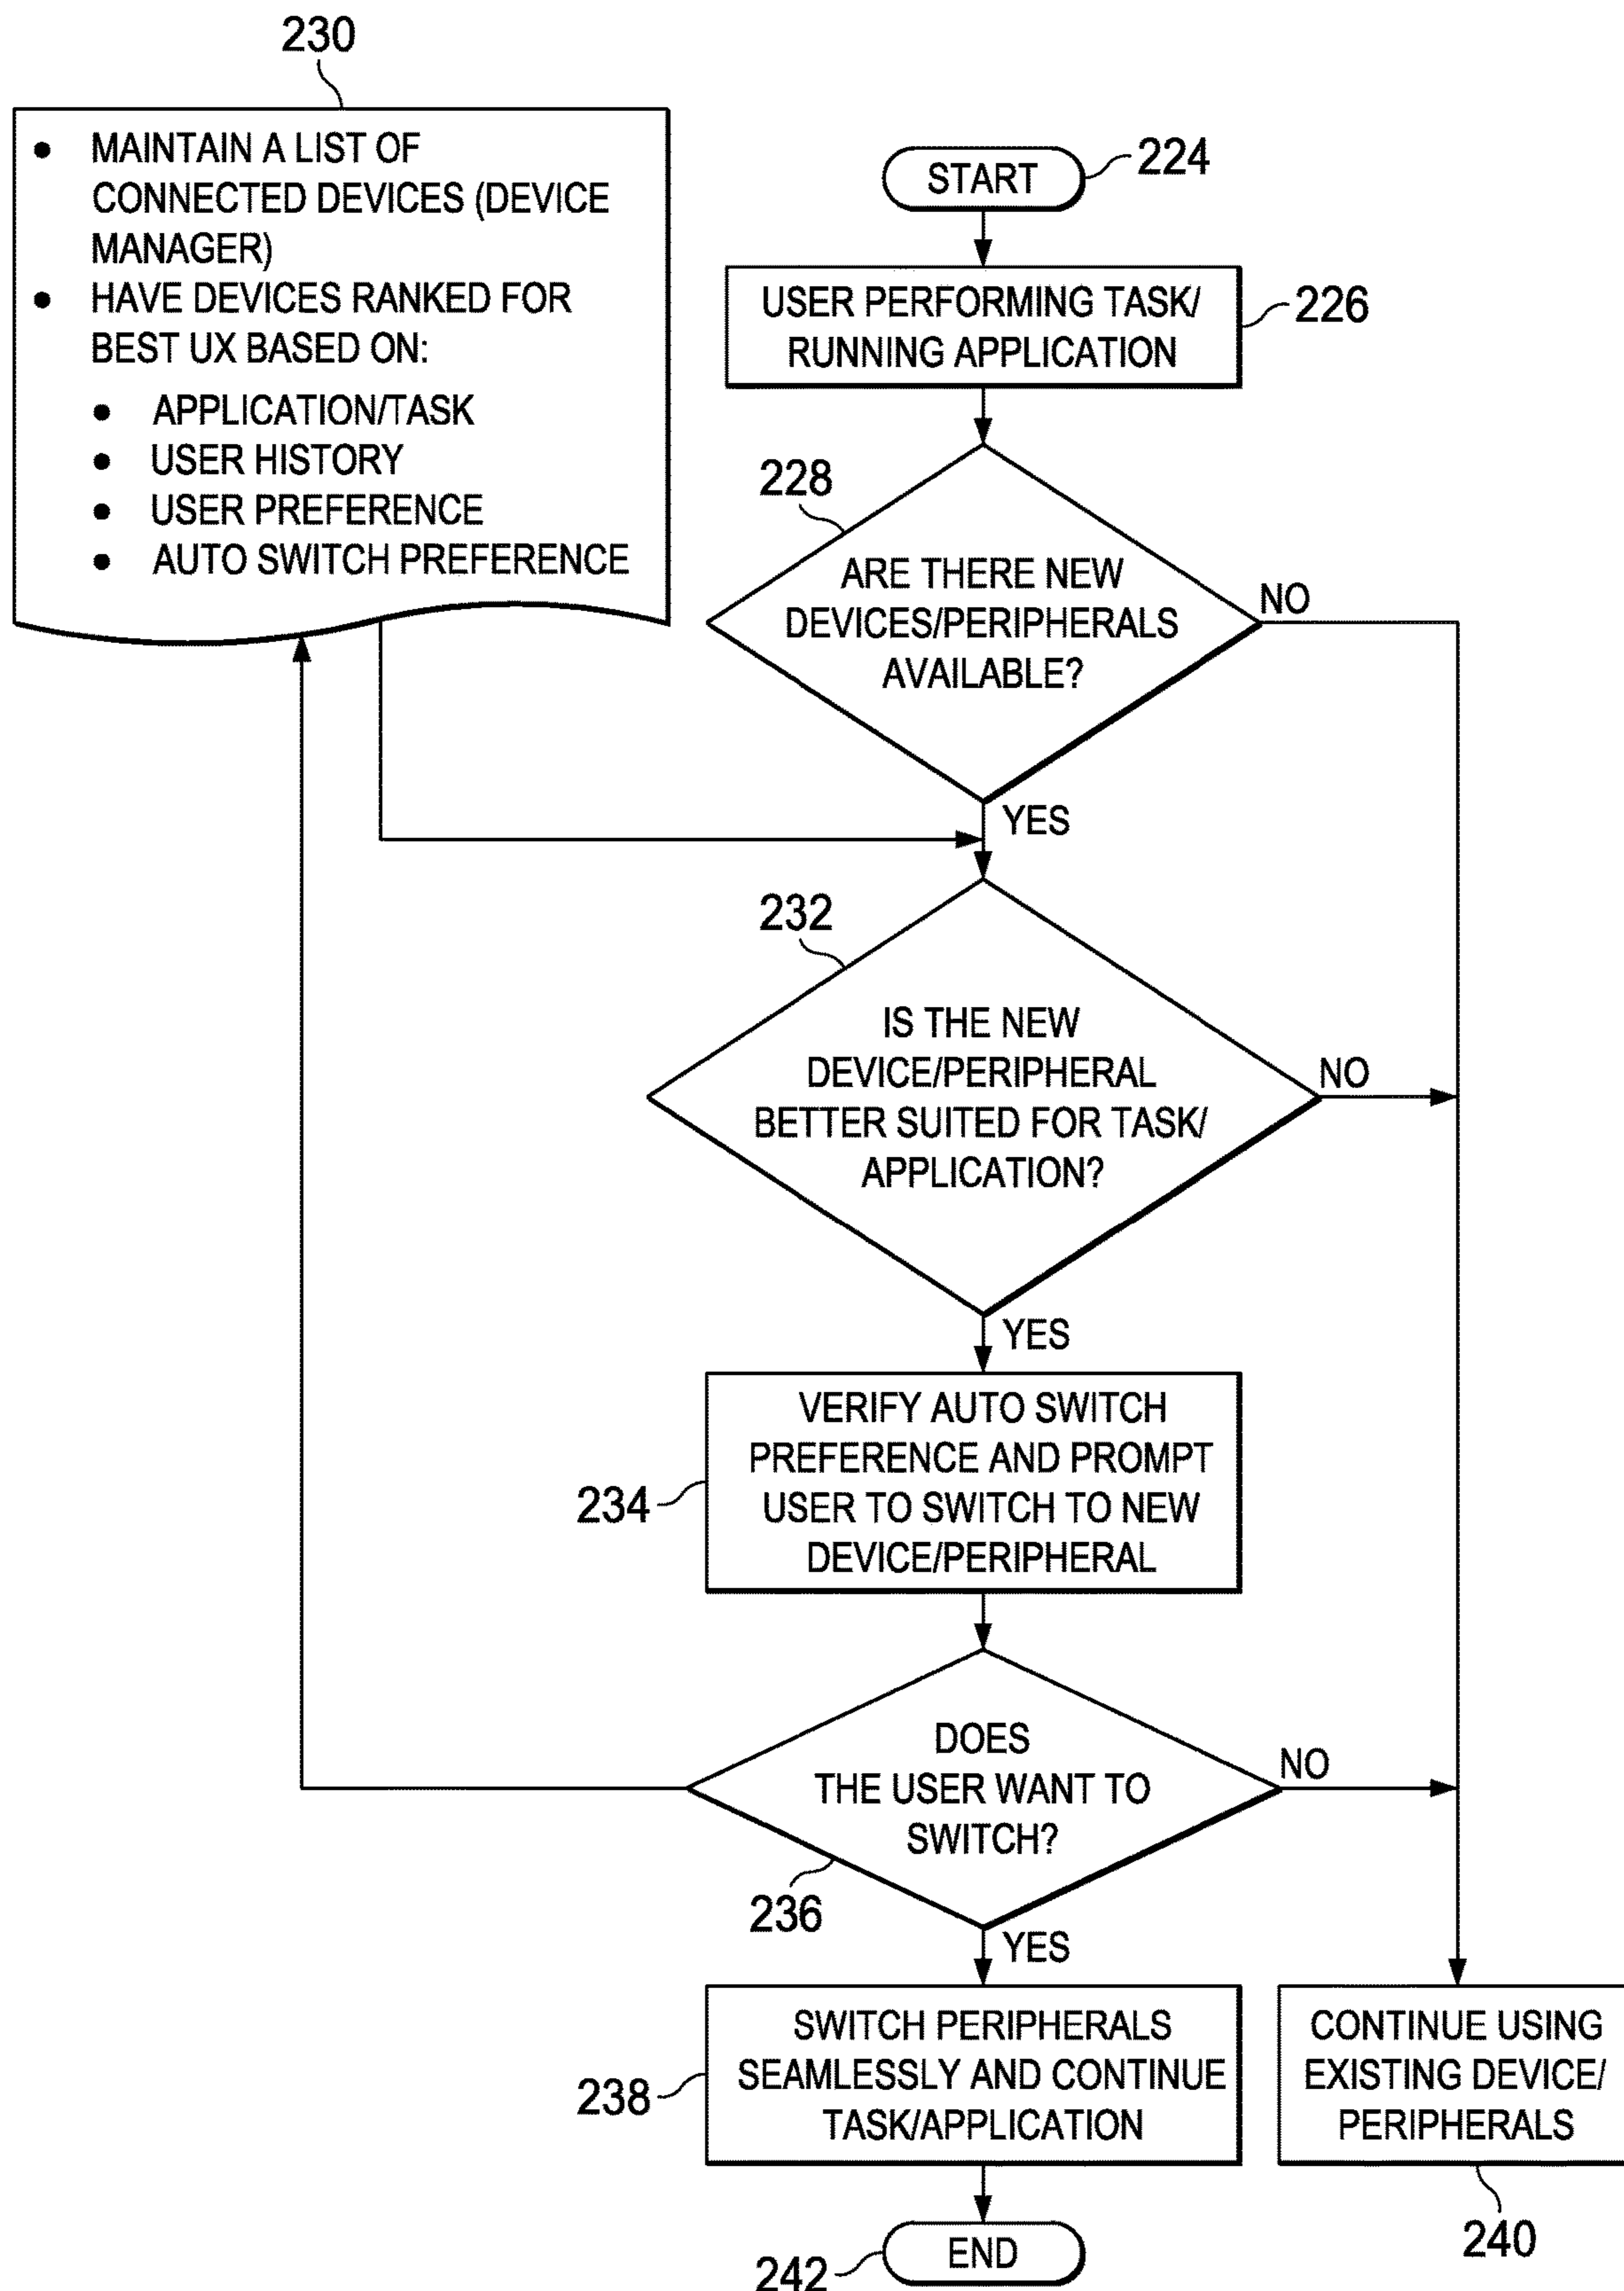 230
• MAINTAIN A LIST OF
CONNECTED DEVICES (DEVICE
MANAGER)
• HAVE DEVICES RANKED FOR
BEST UX BASED ON:
• APPLICATION/TASK
• USER HISTORY
• USER PREFERENCE
• AUTO SWITCH PREFERENCE
START
224
USER PERFORMING TASK/
RUNNING APPLICATION
226
228
ARE THERE NEW
DEVICES/PERIPHERALS
AVAILABLE?
NO
YES
232
IS THE NEW
DEVICE/PERIPHERAL
BETTER SUITED FOR TASK/
APPLICATION?
NO
YES
VERIFY AUTO SWITCH
PREFERENCE AND PROMPT
USER TO SWITCH TO NEW
DEVICE/PERIPHERAL
234
DOES
THE USER WANT TO
SWITCH?
NO
236
YES
SWITCH PERIPHERALS
SEAMLESSLY AND CONTINUE
TASK/APPLICATION
238
CONTINUE USING
EXISTING DEVICE/
PERIPHERALS
240
END
242